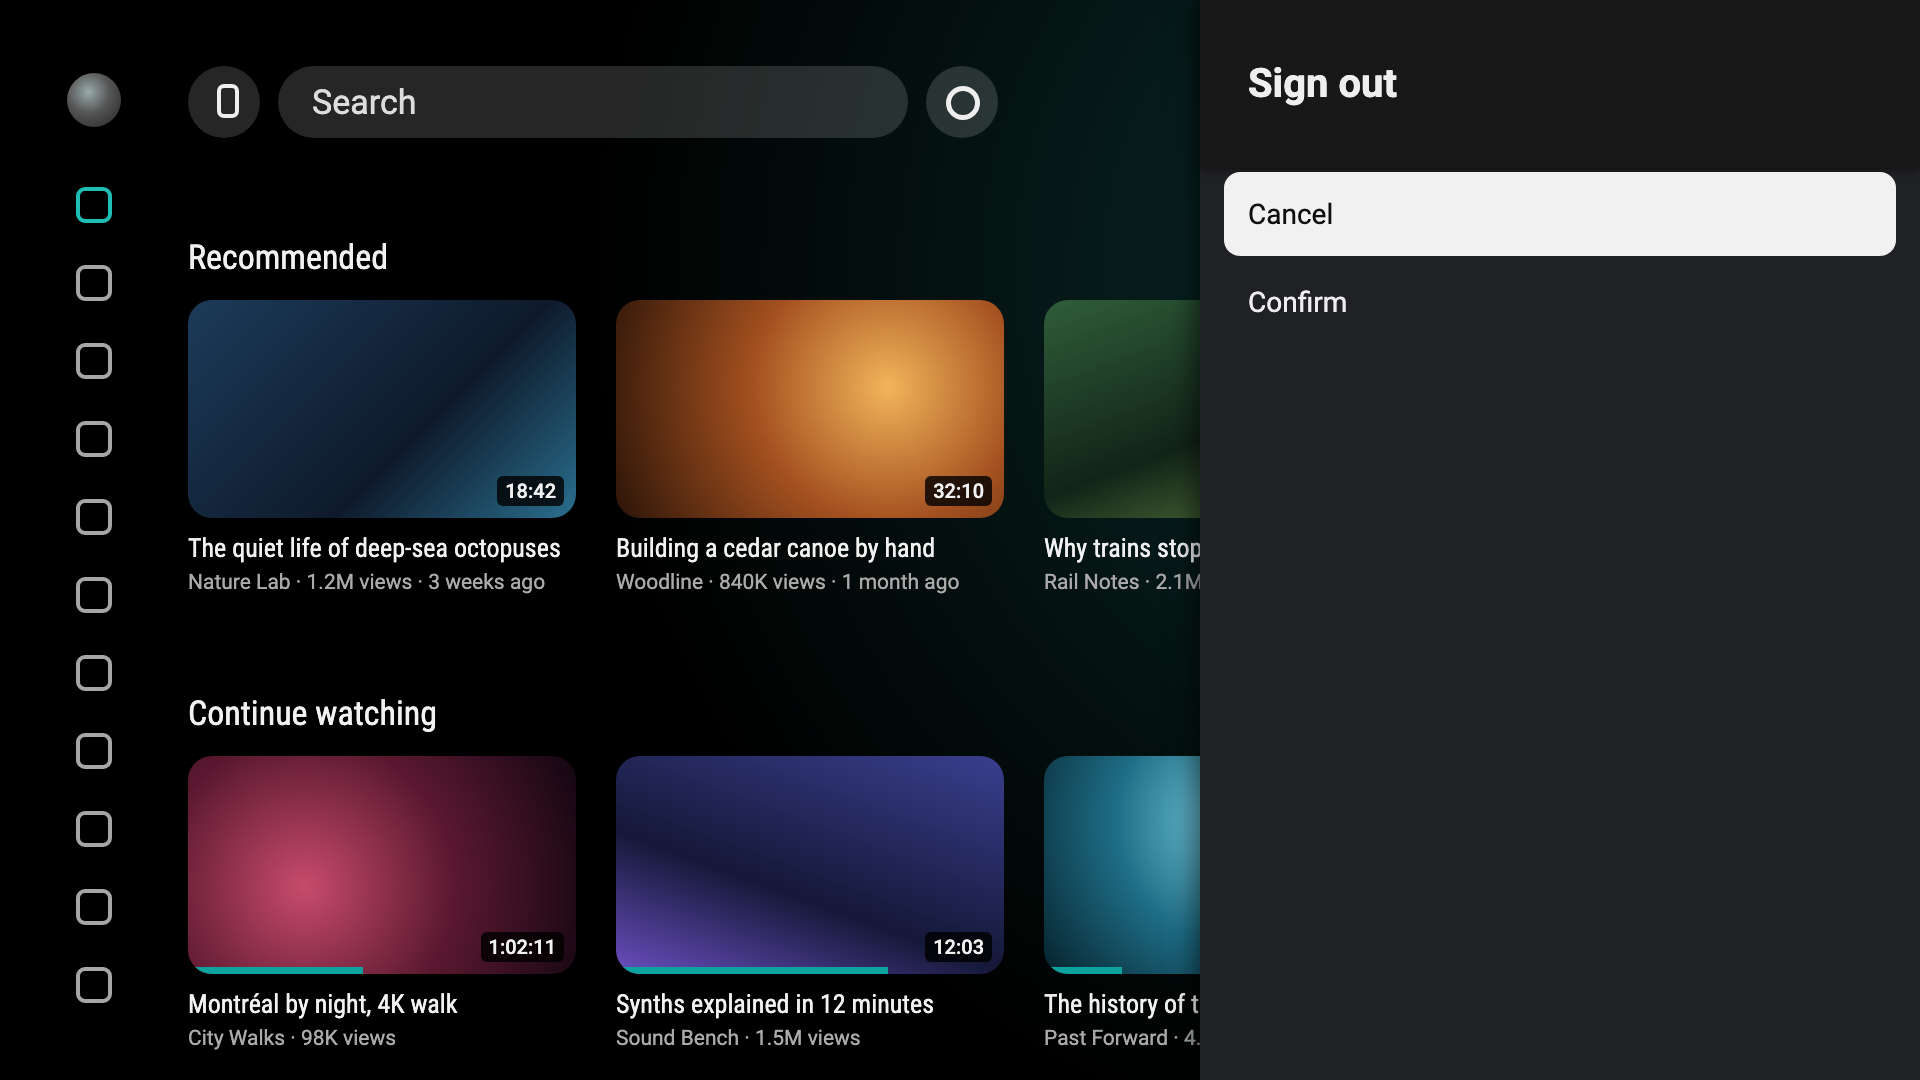 Search
Recommended
18:42
The quiet life of deep-sea octopuses
Nature Lab · 1.2M views · 3 weeks ago
32:10
Building a cedar canoe by hand
Woodline · 840K views · 1 month ago
Why trains stop
Rail Notes · 2.1M
Continue watching
1:02:11
Montréal by night, 4K walk
City Walks · 98K views
12:03
Synths explained in 12 minutes
Sound Bench · 1.5M views
The history of t
Past Forward · 4.
Sign out
Cancel
Confirm